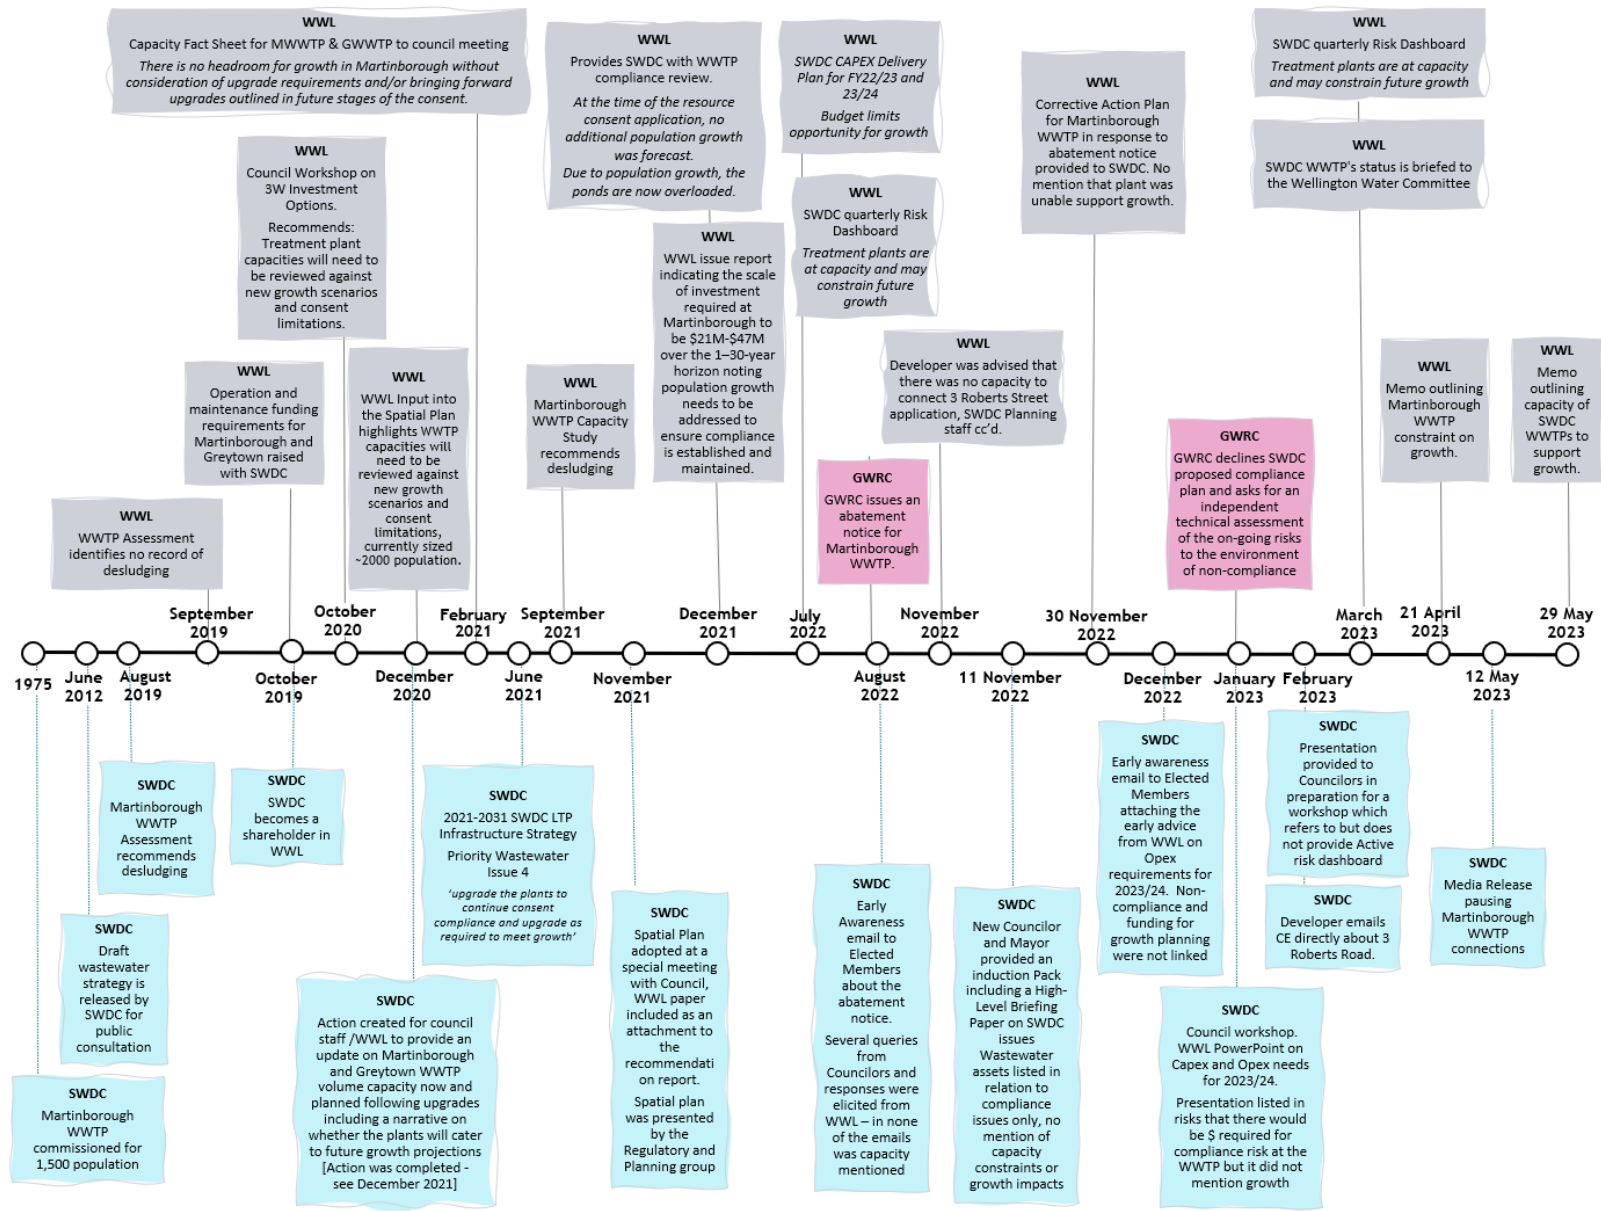 WWL
Capacity Fact Sheet for MWWTP & GWWTP to council meeting
There is no headroom for growth in Martinborough without
consideration of upgrade requirements and/or bringing forward
upgrades outlined in future stages of the consent.
WWL
Provides SWDC with WWTP
compliance review.
At the time of the resource
consent application, no
additional population growth
was forecast.
Due to population growth, the
ponds are now overloaded.
WWL
SWDC CAPEX Delivery
Plan for FY22/23 and
23/24
Budget limits
opportunity for growth
WWL
Corrective Action Plan
for Martinborough
WWTP in response to
abatement notice
provided to SWDC. No
mention that plant was
unable support growth.
WWL
SWDC quarterly Risk Dashboard
Treatment plants are at capacity
and may constrain future growth
WWL
SWDC WWTP's status is briefed to
the Wellington Water Committee
WWL
Council Workshop on
3W Investment
Options.
Recommends:
Treatment plant
capacities will need to
be reviewed against
new growth scenarios
and consent
limitations.
WWL
SWDC quarterly Risk
Dashboard
Treatment plants are
at capacity and may
constrain future
growth
WWL
WWL issue report
indicating the scale
of investment
required at
Martinborough to
be $21M-$47M
over the 1–30-year
horizon noting
population growth
needs to be
addressed to
ensure compliance
is established and
maintained.
WWL
Operation and
maintenance funding
requirements for
Martinborough and
Greytown raised
with SWDC
WWL
WWL Input into
the Spatial Plan
highlights WWTP
capacities will
need to be
reviewed against
new growth
scenarios and
consent
limitations,
currently sized
~2000 population.
WWL
Martinborough
WWTP Capacity
Study
recommends
desludging
WWL
Developer was advised that
there was no capacity to
connect 3 Roberts Street
application, SWDC Planning
staff cc'd.
GWRC
GWRC issues an
abatement
notice for
Martinborough
WWTP.
GWRC
GWRC declines SWDC
proposed compliance
plan and asks for an
independent
technical assessment
of the on-going risks
to the environment
of non-compliance
WWL
Memo outlining
Martinborough
WWTP
constraint on
growth.
WWL
Memo
outlining
capacity of
SWDC
WWTPs to
support
growth.
WWL
WWTP Assessment
identifies no record of
desludging
September
2019
October
2020
February
2021
September
2021
December
2021
July
2022
November
2022
30 November
2022
March
2023
21 April
2023
29 May
2023
1975
June
2012
August
2019
October
2019
December
2020
June
2021
November
2021
August
2022
11 November
2022
December
2022
January
2023
February
2023
12 May
2023
SWDC
Martinborough
WWTP
commissioned for
1,500 population
SWDC
Draft
wastewater
strategy is
released by
SWDC for
public
consultation
SWDC
Martinborough
WWTP
Assessment
recommends
desludging
SWDC
SWDC
becomes a
shareholder in
WWL
SWDC
Action created for council
staff /WWL to provide an
update on Martinborough
and Greytown WWTP
volume capacity now and
planned following upgrades
including a narrative on
whether the plants will cater
to future growth projections
[Action was completed -
see December 2021]
SWDC
2021-2031 SWDC LTP
Infrastructure Strategy
Priority Wastewater
Issue 4
'upgrade the plants to
continue consent
compliance and upgrade as
required to meet growth'
SWDC
Spatial Plan
adopted at a
special meeting
with Council,
WWL paper
included as an
attachment to
the
recommendati
on report.
Spatial plan
was presented
by the
Regulatory and
Planning group
SWDC
Early
Awareness
email to
Elected
Members
about the
abatement
notice.
Several queries
from
Councilors and
responses were
elicited from
WWL – in none
of the emails
was capacity
mentioned
SWDC
New Councilor
and Mayor
provided an
induction Pack
including a High-
Level Briefing
Paper on SWDC
issues
Wastewater
assets listed in
relation to
compliance
issues only, no
mention of
capacity
constraints or
growth impacts
SWDC
Early awareness
email to Elected
Members
attaching the
early advice
from WWL on
Opex
requirements for
2023/24. Non-
compliance and
funding for
growth planning
were not linked
SWDC
Council workshop.
WWL PowerPoint on
Capex and Opex needs
for 2023/24.
Presentation listed in
risks that there would
be $ required for
compliance risk at the
WWTP but it did not
mention growth
SWDC
Presentation
provided to
Councilors in
preparation for a
workshop which
refers to but does
not provide Active
risk dashboard
SWDC
Developer emails
CE directly about 3
Roberts Road.
SWDC
Media Release
pausing
Martinborough
WWTP
connections